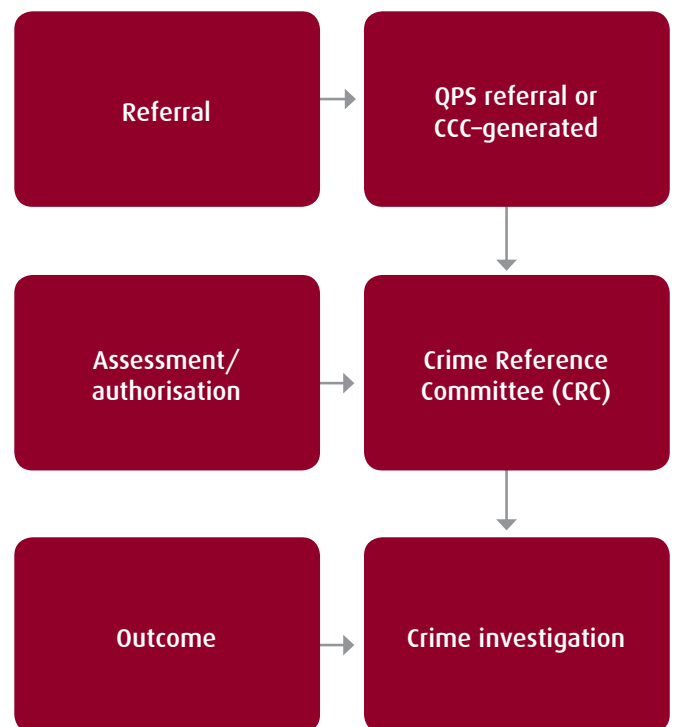 Referral
QPS referral or
CCC–generated
Assessment/
authorisation
Crime Reference
Committee (CRC)
Outcome
Crime investigation